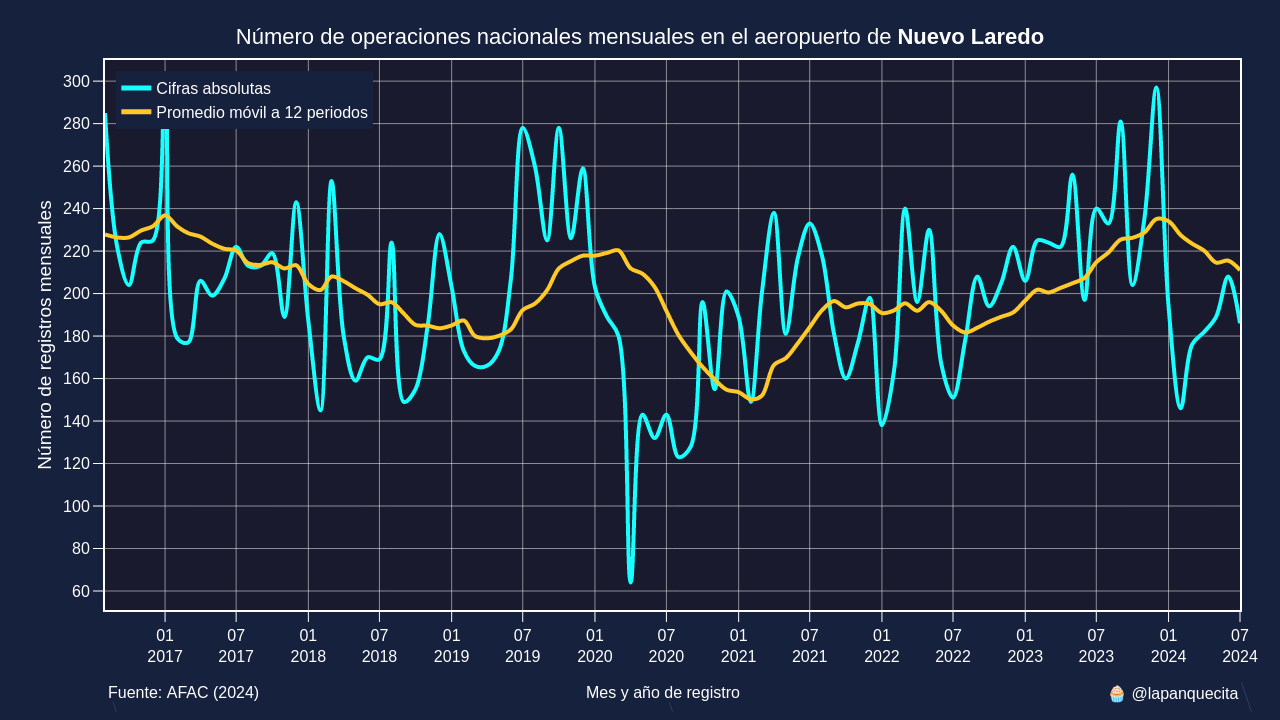 Número de operaciones nacionales mensuales en el aeropuerto de Nuevo Laredo
Cifras absolutas
Promedio móvil a 12 periodos
Número de registros mensuales
300
280
260
240
220
200
180
160
140
120
100
80
60
01 07 01 07 01 07 01 07 01 07 01 07 01 07 01 07
2017 2017 2018 2018 2019 2019 2020 2020 2021 2021 2022 2022 2023 2023 2024 2024
Fuente: AFAC (2024)
Mes y año de registro
🧁 @lapanquecita